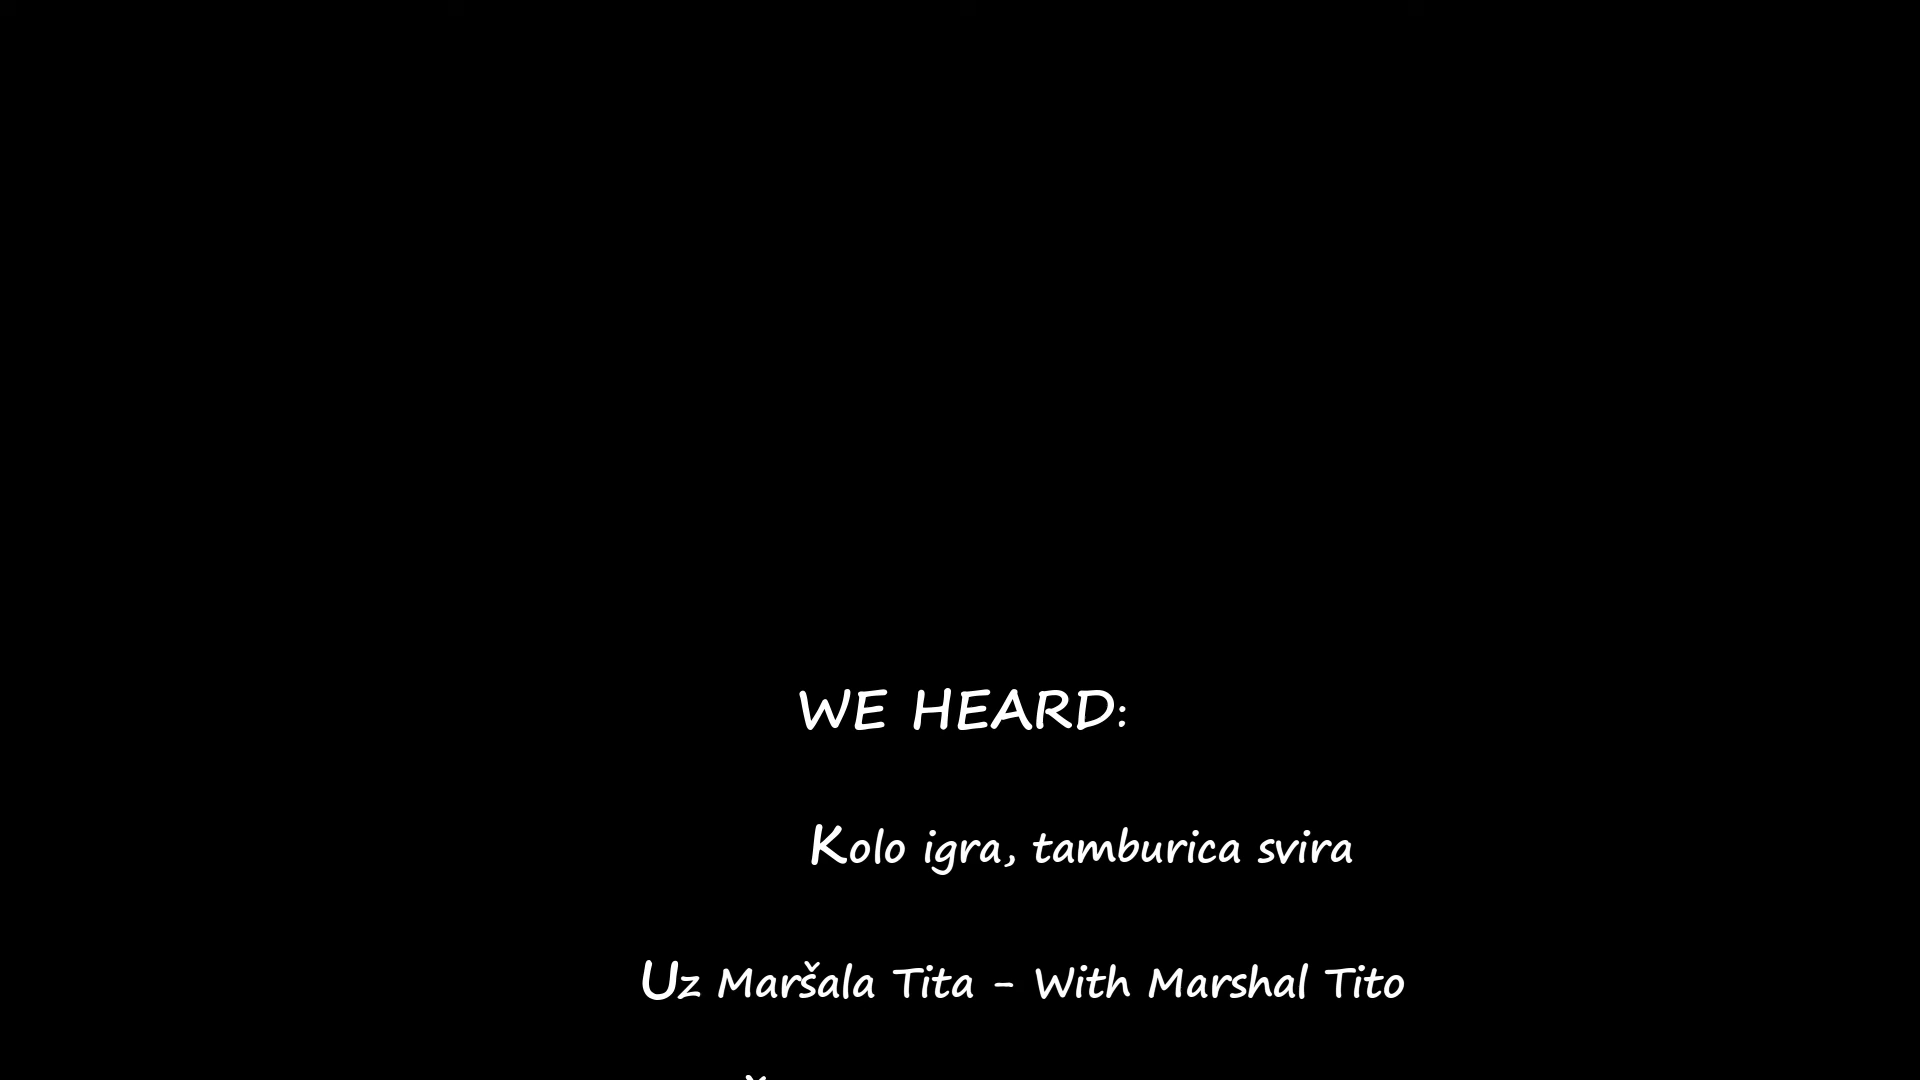 WE HEARD:
Kolo igra, tamburica svira
Uz Maršala Tita - With Marshal Tito